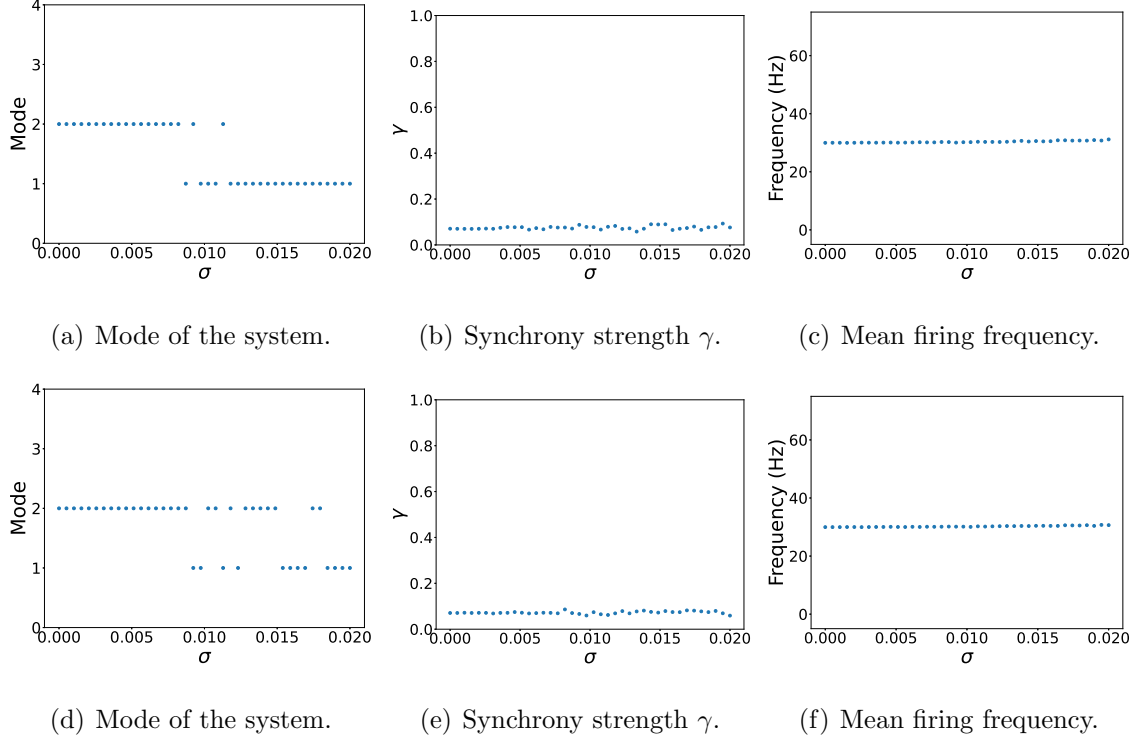 4
3
2
1
0
Mode
0.000 0.005 0.010 0.015 0.020
σ
1.0
0.8
0.6
0.4
0.2
0.0
γ
0.000 0.005 0.010 0.015 0.020
σ
60
40
20
0
Frequency (Hz)
0.000 0.005 0.010 0.015 0.020
σ
(a) Mode of the system.
(b) Synchrony strength γ.
(c) Mean firing frequency.
4
3
2
1
0
Mode
0.000 0.005 0.010 0.015 0.020
σ
1.0
0.8
0.6
0.4
0.2
0.0
γ
0.000 0.005 0.010 0.015 0.020
σ
60
40
20
0
Frequency (Hz)
0.000 0.005 0.010 0.015 0.020
σ
(d) Mode of the system.
(e) Synchrony strength γ.
(f) Mean firing frequency.